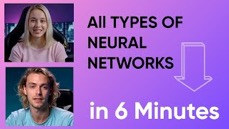 All TYPES OF
NEURAL
NETWORKS
in 6 Minutes